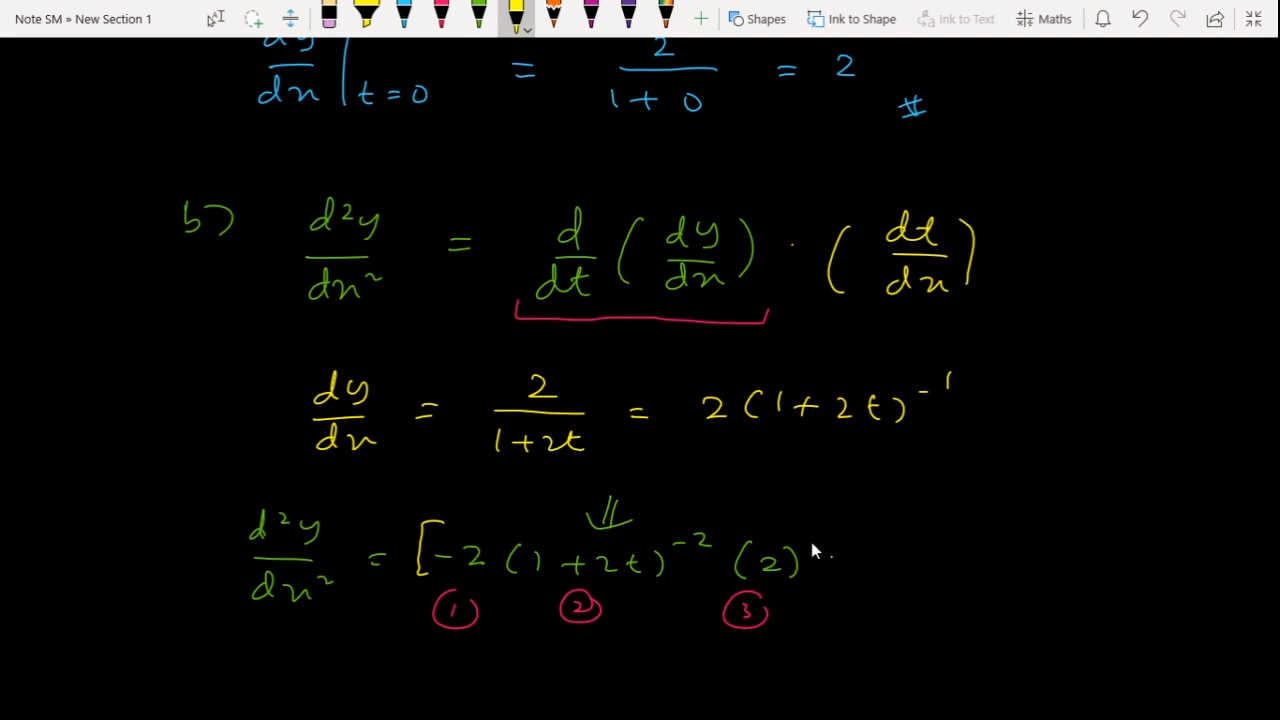 Note SM » New Section 1
Shapes Ink to Shape Ink to Text Maths
dy/dx | t = 0 = 2/(1 + 0) = 2
b) d²y/dx² = d/dt (dy/dx) · (dt/dx)
dy/dx = 2/(1+2t) = 2(1+2t)⁻¹
d²y/dx² = [-2 (1+2t)⁻² (2) ·
① ② ③